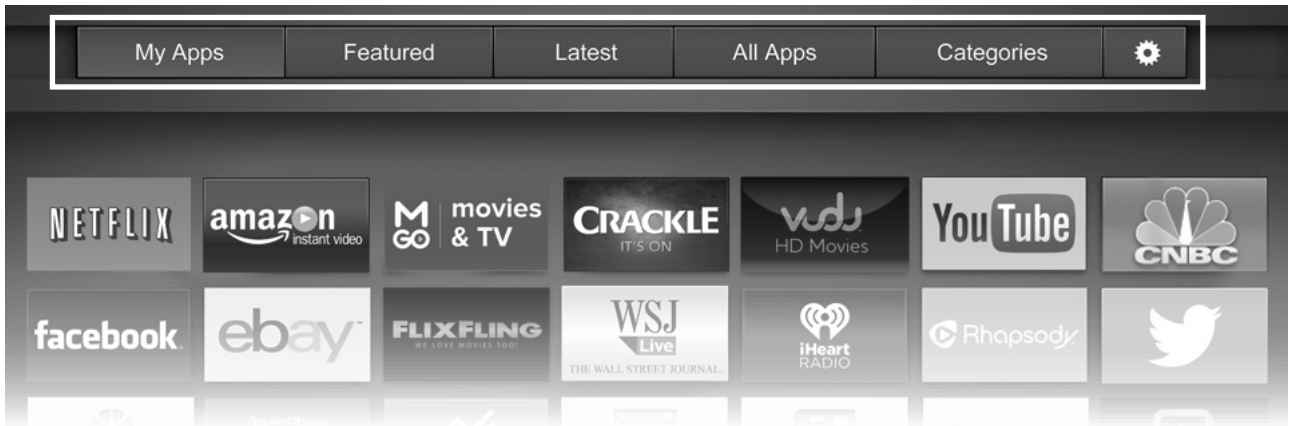 My Apps
Featured
Latest
All Apps
Categories
NETFLIX
amazon
instant video
M GO
movies & TV
CRACKLE
IT'S ON
vudu
HD Movies
YouTube
CNBC
facebook.
ebay™
FLIXFLING
WE LOVE MOVIES TOO!
WSJ
Live
THE WALL STREET JOURNAL.
iHeart
RADIO
Rhapsody